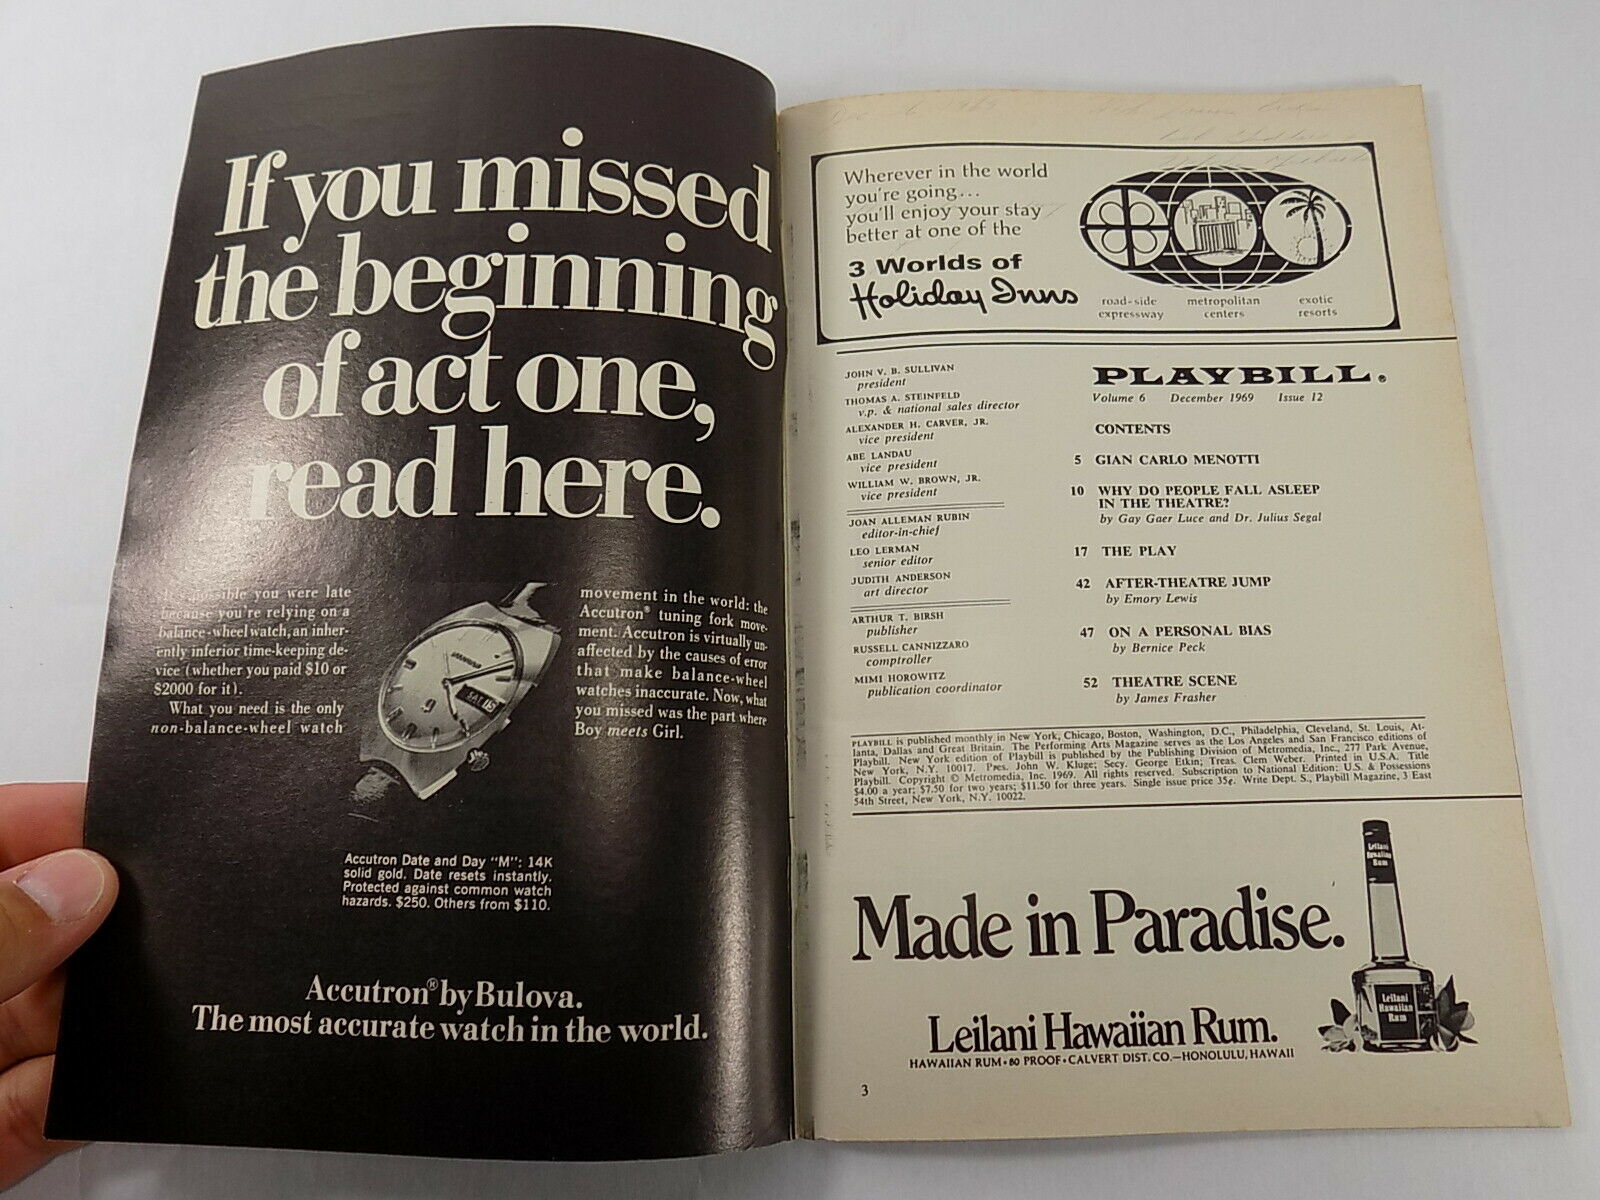 If you missed
the beginning
of act one,
read here.
possible you were late
because you're relying on a
balance-wheel watch, an inher-
ently inferior time-keeping de-
vice (whether you paid $10 or
$2000 for it).
What you need is the only
non-balance-wheel watch
movement in the world: the
Accutron® tuning fork move-
ment. Accutron is virtually un-
affected by the causes of error
that make balance-wheel
watches inaccurate. Now, what
you missed was the part where
Boy meets Girl.
SAT 15
Accutron Date and Day "M": 14K
solid gold. Date resets instantly.
Protected against common watch
hazards. $250. Others from $110.
Accutron® by Bulova.
The most accurate watch in the world.
1969
Wherever in the world
you're going...
you'll enjoy your stay
better at one of the
3 Worlds of
Holiday Inns
road-side
expressway
metropolitan
centers
exotic
resorts
JOHN V. B. SULLIVAN
president
THOMAS A. STEINFELD
v.p. & national sales director
ALEXANDER H. CARVER, JR.
vice president
ABE LANDAU
vice president
WILLIAM W. BROWN, JR.
vice president
JOAN ALLEMAN RUBIN
editor-in-chief
LEO LERMAN
senior editor
JUDITH ANDERSON
art director
ARTHUR T. BIRSH
publisher
RUSSELL CANNIZZARO
comptroller
MIMI HOROWITZ
publication coordinator
PLAYBILL®
Volume 6 December 1969 Issue 12
CONTENTS
5 GIAN CARLO MENOTTI
10 WHY DO PEOPLE FALL ASLEEP
IN THE THEATRE?
by Gay Gaer Luce and Dr. Julius Segal
17 THE PLAY
42 AFTER-THEATRE JUMP
by Emory Lewis
47 ON A PERSONAL BIAS
by Bernice Peck
52 THEATRE SCENE
by James Frasher
PLAYBILL is published monthly in New York, Chicago, Boston, Washington, D.C., Philadelphia, Cleveland, St. Louis, At-
lanta, Dallas and Great Britain. The Performing Arts Magazine serves as the Los Angeles and San Francisco editions of
Playbill. New York edition of Playbill is published by the Publishing Division of Metromedia, Inc., 277 Park Avenue,
New York, N.Y. 10017. Pres. John W. Kluge; Secy. George Etkin; Treas. Clem Weber. Printed in U.S.A. Title
Playbill. Copyright © Metromedia, Inc. 1969. All rights reserved. Subscription to National Edition: U.S. & Possessions
$4.00 a year; $7.50 for two years; $11.50 for three years. Single issue price 35¢. Write Dept. S., Playbill Magazine, 3 East
54th Street, New York, N.Y. 10022.
Made in Paradise.
Leilani
Hawaiian
Rum
Leilani
Hawaiian
Rum
Leilani Hawaiian Rum.
HAWAIIAN RUM•80 PROOF•CALVERT DIST. CO.—HONOLULU, HAWAII
3